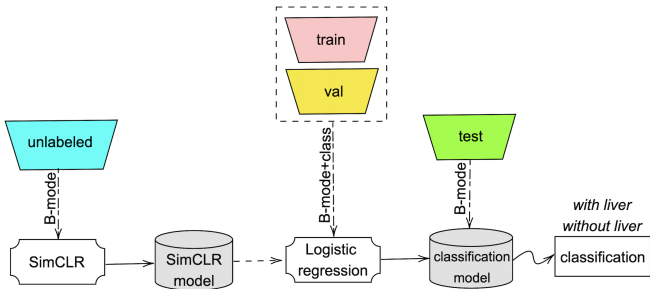 train
val
unlabeled
test
B-mode
B-mode+class
B-mode
with liver
without liver
SimCLR
SimCLR
model
Logistic
regression
classification
model
classification